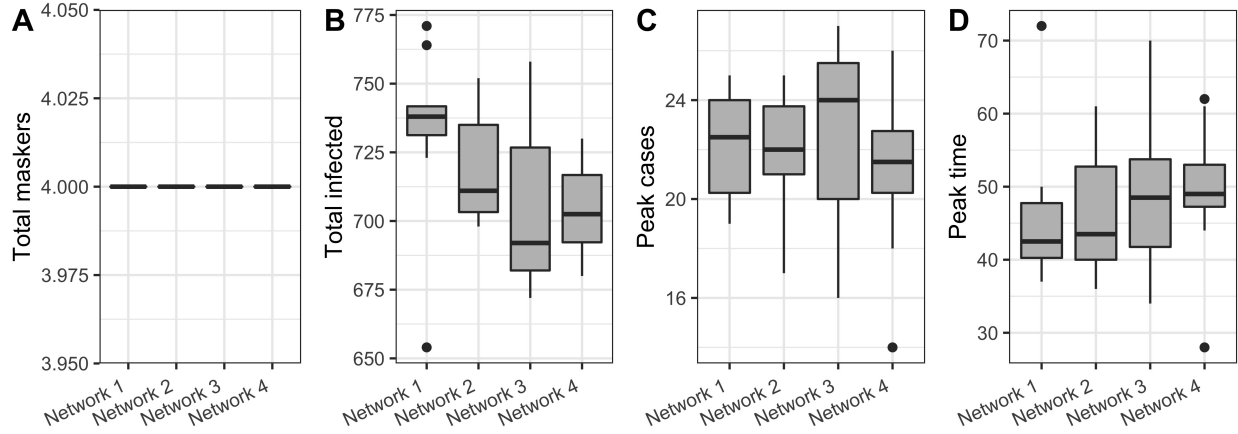 A
Total maskers
4.050
4.025
4.000
3.975
3.950
Network 1
Network 2
Network 3
Network 4
B
Total infected
775
750
725
700
675
650
Network 1
Network 2
Network 3
Network 4
C
Peak cases
24
20
16
Network 1
Network 2
Network 3
Network 4
D
Peak time
70
60
50
40
30
Network 1
Network 2
Network 3
Network 4